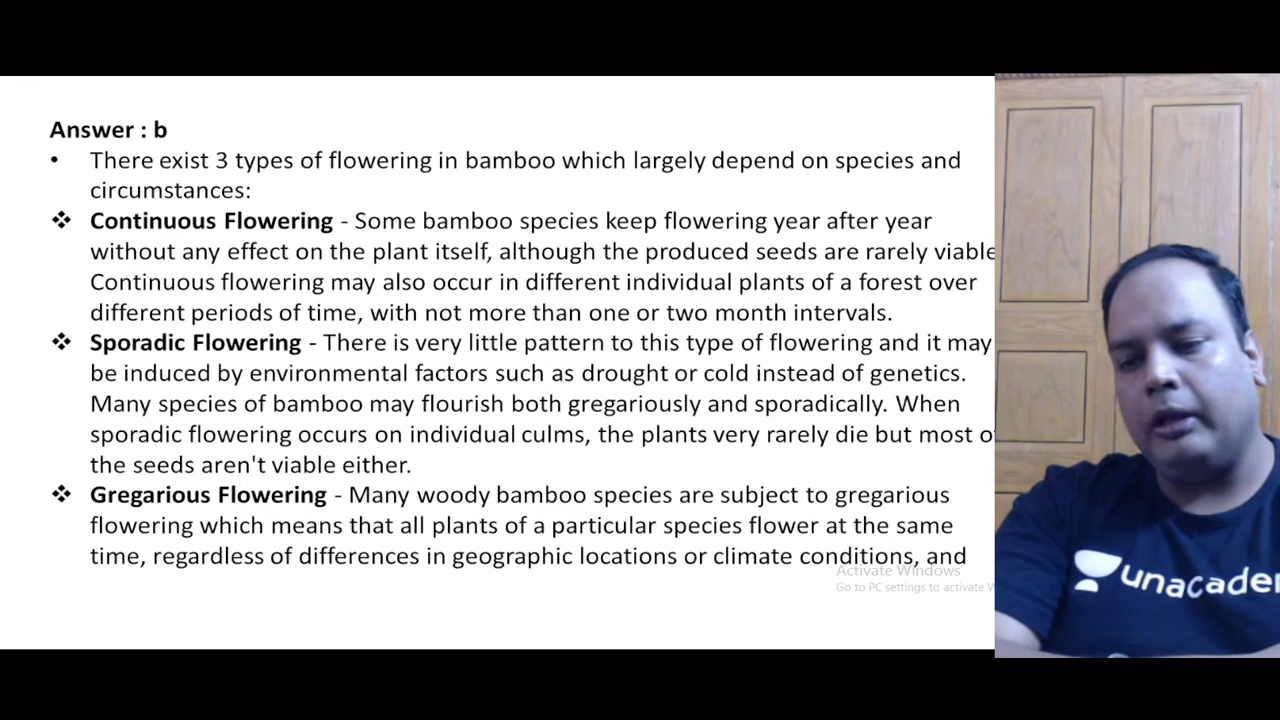 Answer : b
• There exist 3 types of flowering in bamboo which largely depend on species and
circumstances:
❖ Continuous Flowering - Some bamboo species keep flowering year after year
without any effect on the plant itself, although the produced seeds are rarely viable
Continuous flowering may also occur in different individual plants of a forest over
different periods of time, with not more than one or two month intervals.
❖ Sporadic Flowering - There is very little pattern to this type of flowering and it may
be induced by environmental factors such as drought or cold instead of genetics.
Many species of bamboo may flourish both gregariously and sporadically. When
sporadic flowering occurs on individual culms, the plants very rarely die but most o
the seeds aren't viable either.
❖ Gregarious Flowering - Many woody bamboo species are subject to gregarious
flowering which means that all plants of a particular species flower at the same
time, regardless of differences in geographic locations or climate conditions, and
Activate Windows
Go to PC settings to activate W
unacadem